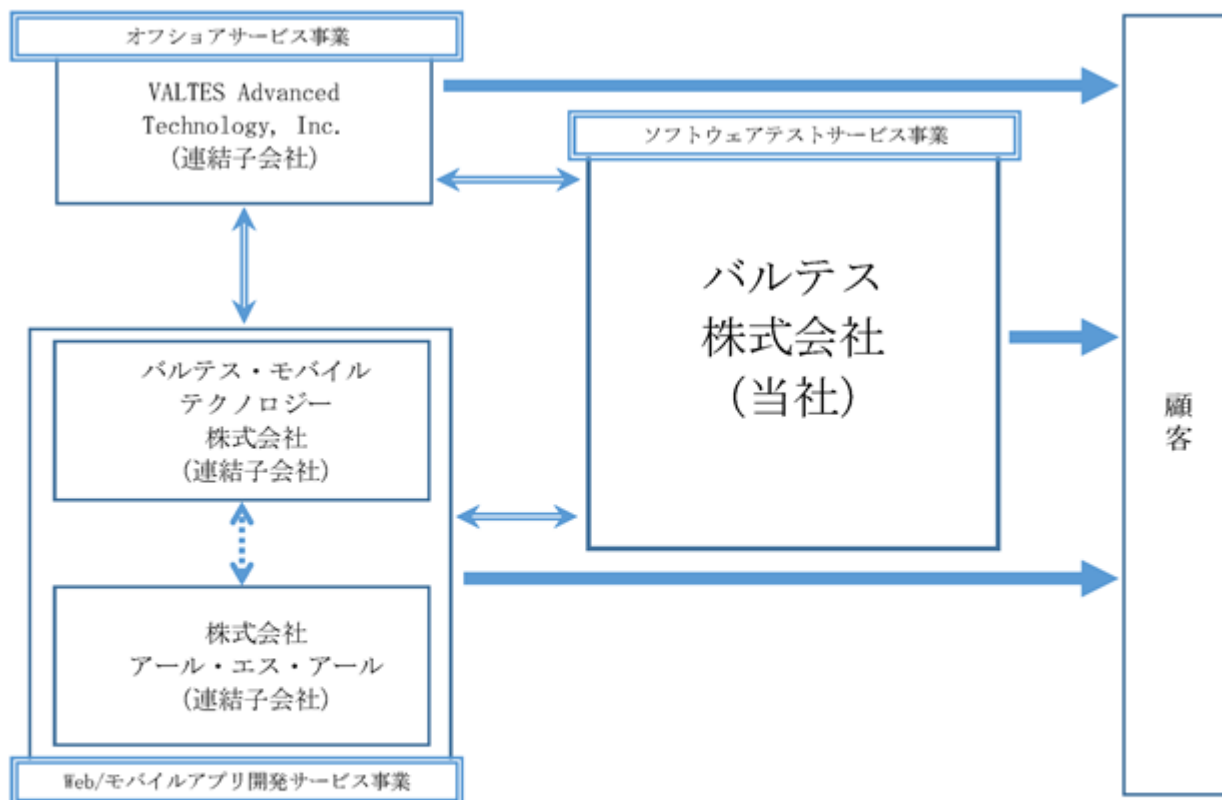 オフショアサービス事業
VALTES Advanced
Technology, Inc.
(連結子会社)
ソフトウェアテストサービス事業
バルテス
株式会社
(当社)
バルテス・モバイル
テクノロジー
株式会社
(連結子会社)
株式会社
アール・エス・アール
(連結子会社)
Web/モバイルアプリ開発サービス事業
顧客